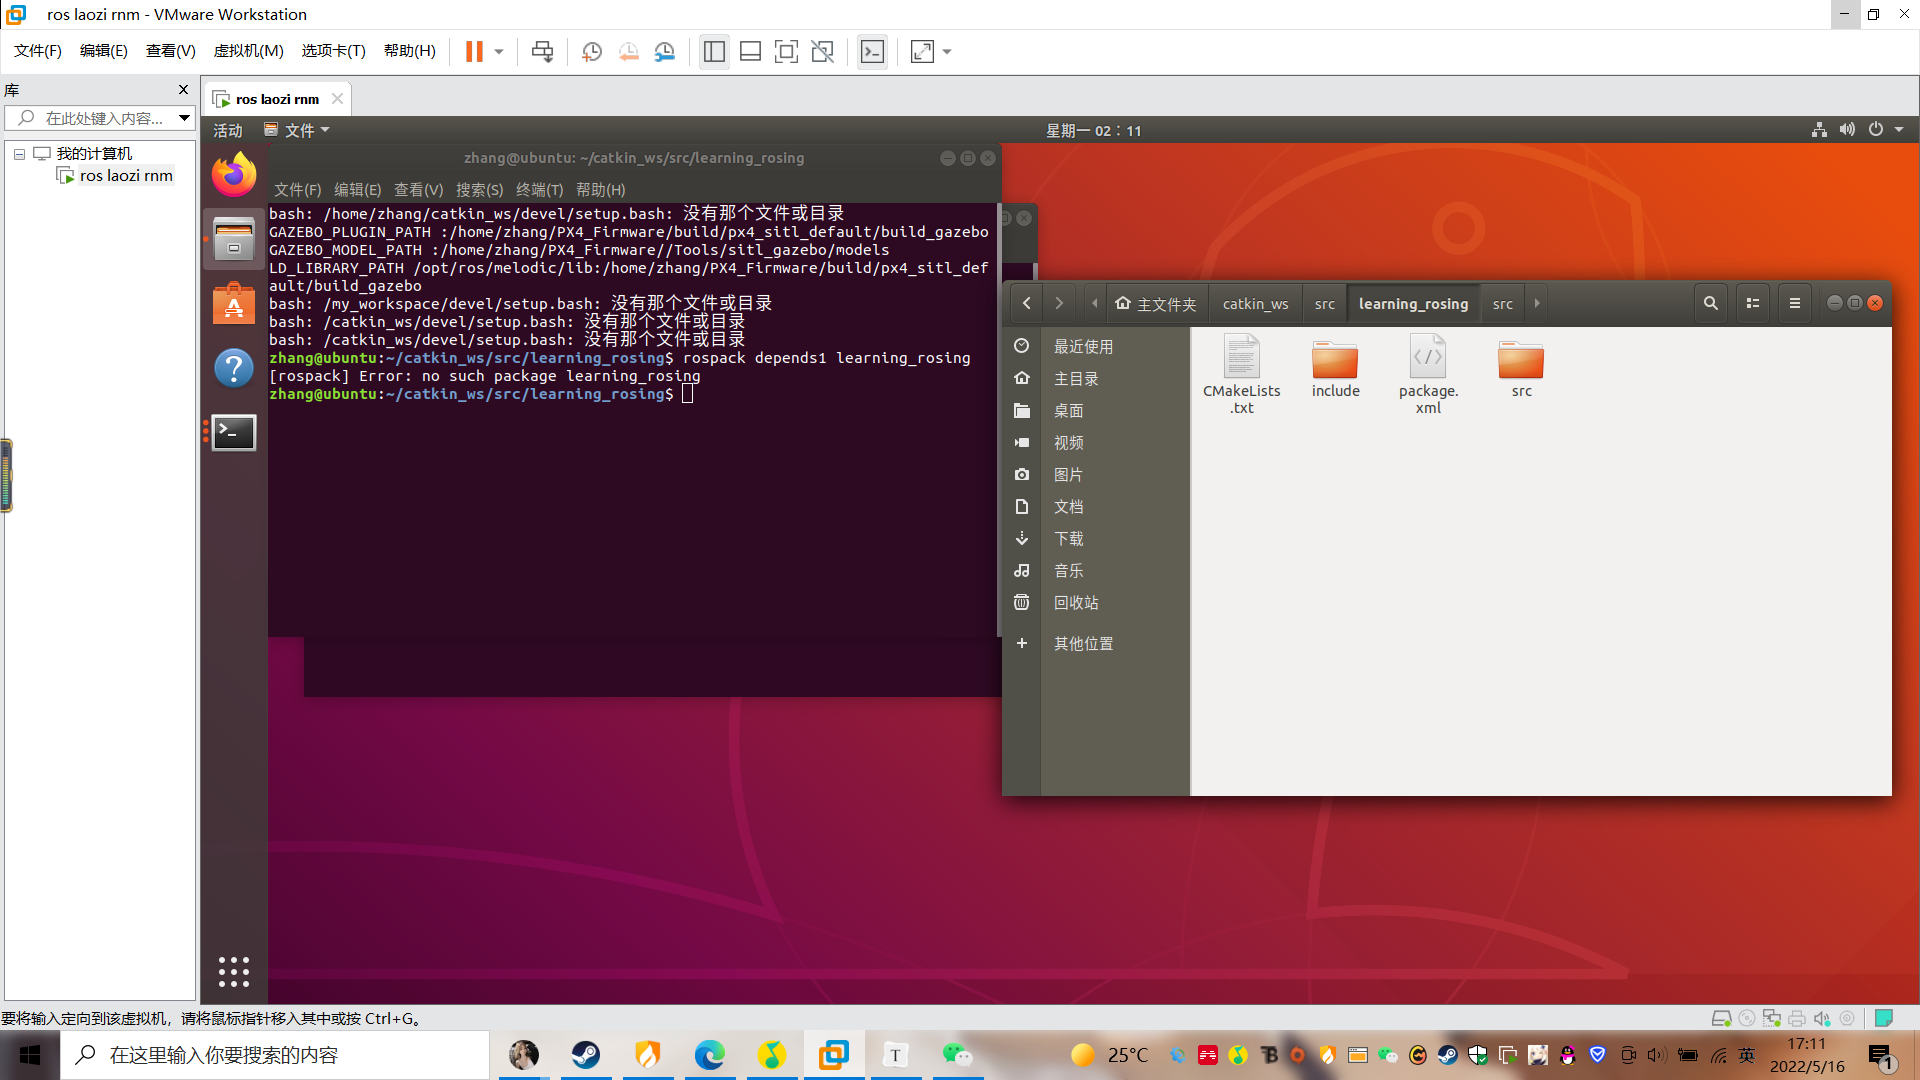 ros laozi rnm - VMware Workstation
文件(F) 编辑(E) 查看(V) 虚拟机(M) 选项卡(T) 帮助(H)
库
在此处键入内容...
我的计算机
ros laozi rnm
ros laozi rnm
活动 文件 星期一 02：11
zhang@ubuntu: ~/catkin_ws/src/learning_rosing
文件(F) 编辑(E) 查看(V) 搜索(S) 终端(T) 帮助(H)
bash: /home/zhang/catkin_ws/devel/setup.bash: 没有那个文件或目录
GAZEBO_PLUGIN_PATH :/home/zhang/PX4_Firmware/build/px4_sitl_default/build_gazebo
GAZEBO_MODEL_PATH :/home/zhang/PX4_Firmware//Tools/sitl_gazebo/models
LD_LIBRARY_PATH /opt/ros/melodic/lib:/home/zhang/PX4_Firmware/build/px4_sitl_def
ault/build_gazebo
bash: /my_workspace/devel/setup.bash: 没有那个文件或目录
bash: /catkin_ws/devel/setup.bash: 没有那个文件或目录
bash: /catkin_ws/devel/setup.bash: 没有那个文件或目录
zhang@ubuntu:~/catkin_ws/src/learning_rosing$ rospack depends1 learning_rosing
[rospack] Error: no such package learning_rosing
zhang@ubuntu:~/catkin_ws/src/learning_rosing$
主文件夹 catkin_ws src learning_rosing src
最近使用
主目录
桌面
视频
图片
文档
下载
音乐
回收站
其他位置
CMakeLists
.txt
include
package.
xml
src
要将输入定向到该虚拟机，请将鼠标指针移入其中或按 Ctrl+G。
在这里输入你要搜索的内容
25°C
英
17:11
2022/5/16
1